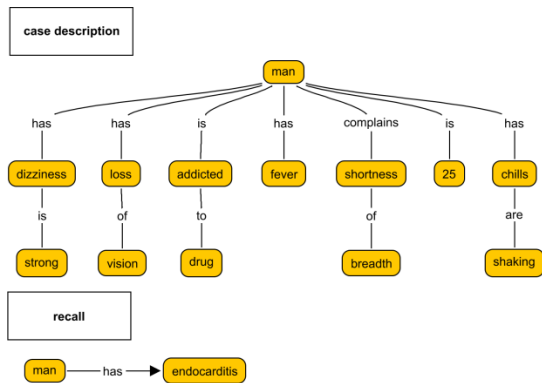 case description
man
has has is has complains is has
dizziness loss addicted fever shortness 25 chills
is of to of are
strong vision drug breadth shaking
recall
man has endocarditis